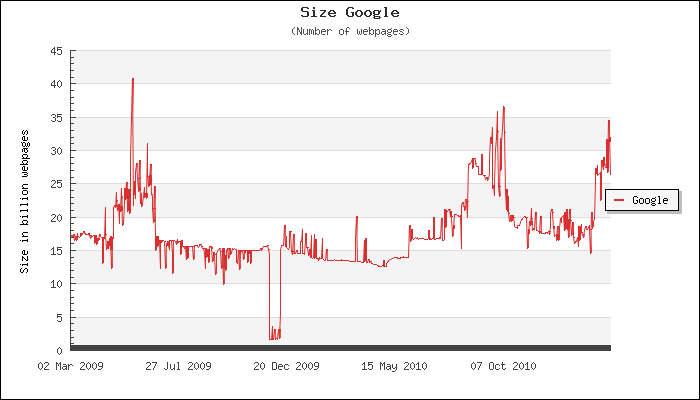 Size Google
(Number of webpages)
45
40
35
30
25
20
15
10
5
0
Size in billion webpages
Google
02 Mar 2009
27 Jul 2009
20 Dec 2009
15 May 2010
07 Oct 2010